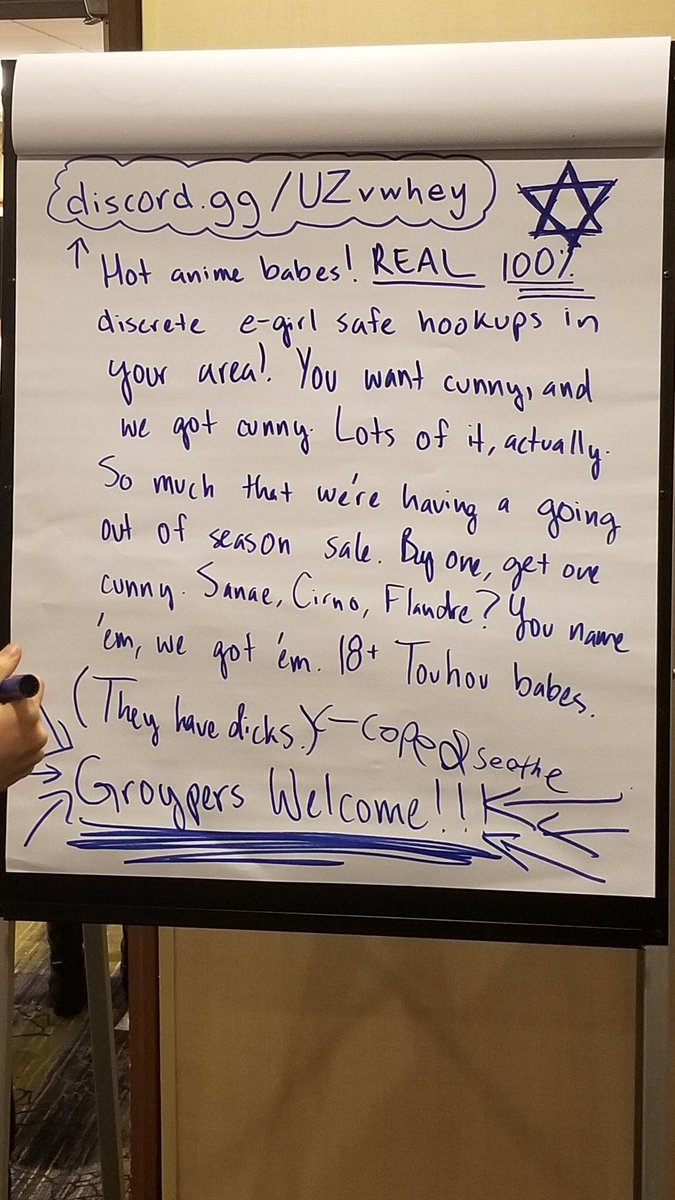 discord.gg/UZvwhey
Hot anime babes! REAL 100%
discrete e-girl safe hookups in
your area! You want cunny, and
we got cunny. Lots of it, actually.
So much that we're having a going
out of season sale. Buy one, get one
cunny. Sanae, Cirno, Flandre? You name
'em, we got 'em. 18+ Touhou babes.
(They have dicks.) ← cope & seethe
Groypers Welcome!!!